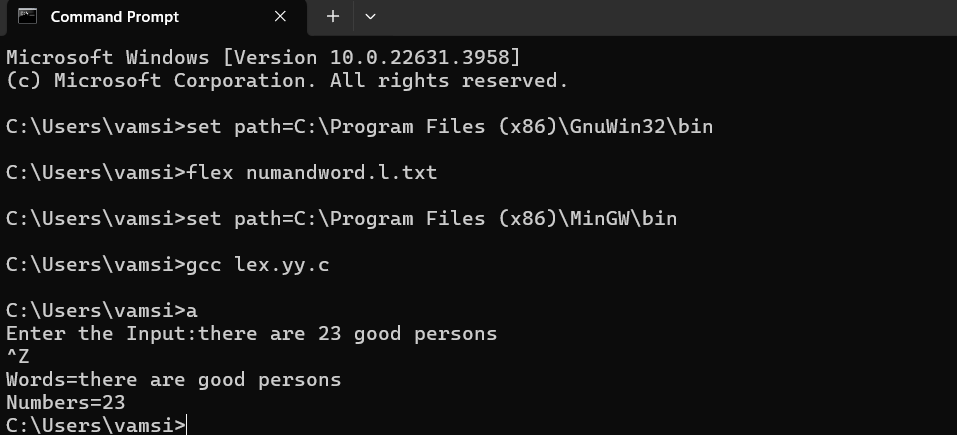 Command Prompt
Microsoft Windows [Version 10.0.22631.3958]
(c) Microsoft Corporation. All rights reserved.
C:\Users\vamsi>set path=C:\Program Files (x86)\GnuWin32\bin
C:\Users\vamsi>flex numandword.l.txt
C:\Users\vamsi>set path=C:\Program Files (x86)\MinGW\bin
C:\Users\vamsi>gcc lex.yy.c
C:\Users\vamsi>a
Enter the Input:there are 23 good persons
^Z
Words=there are good persons
Numbers=23
C:\Users\vamsi>